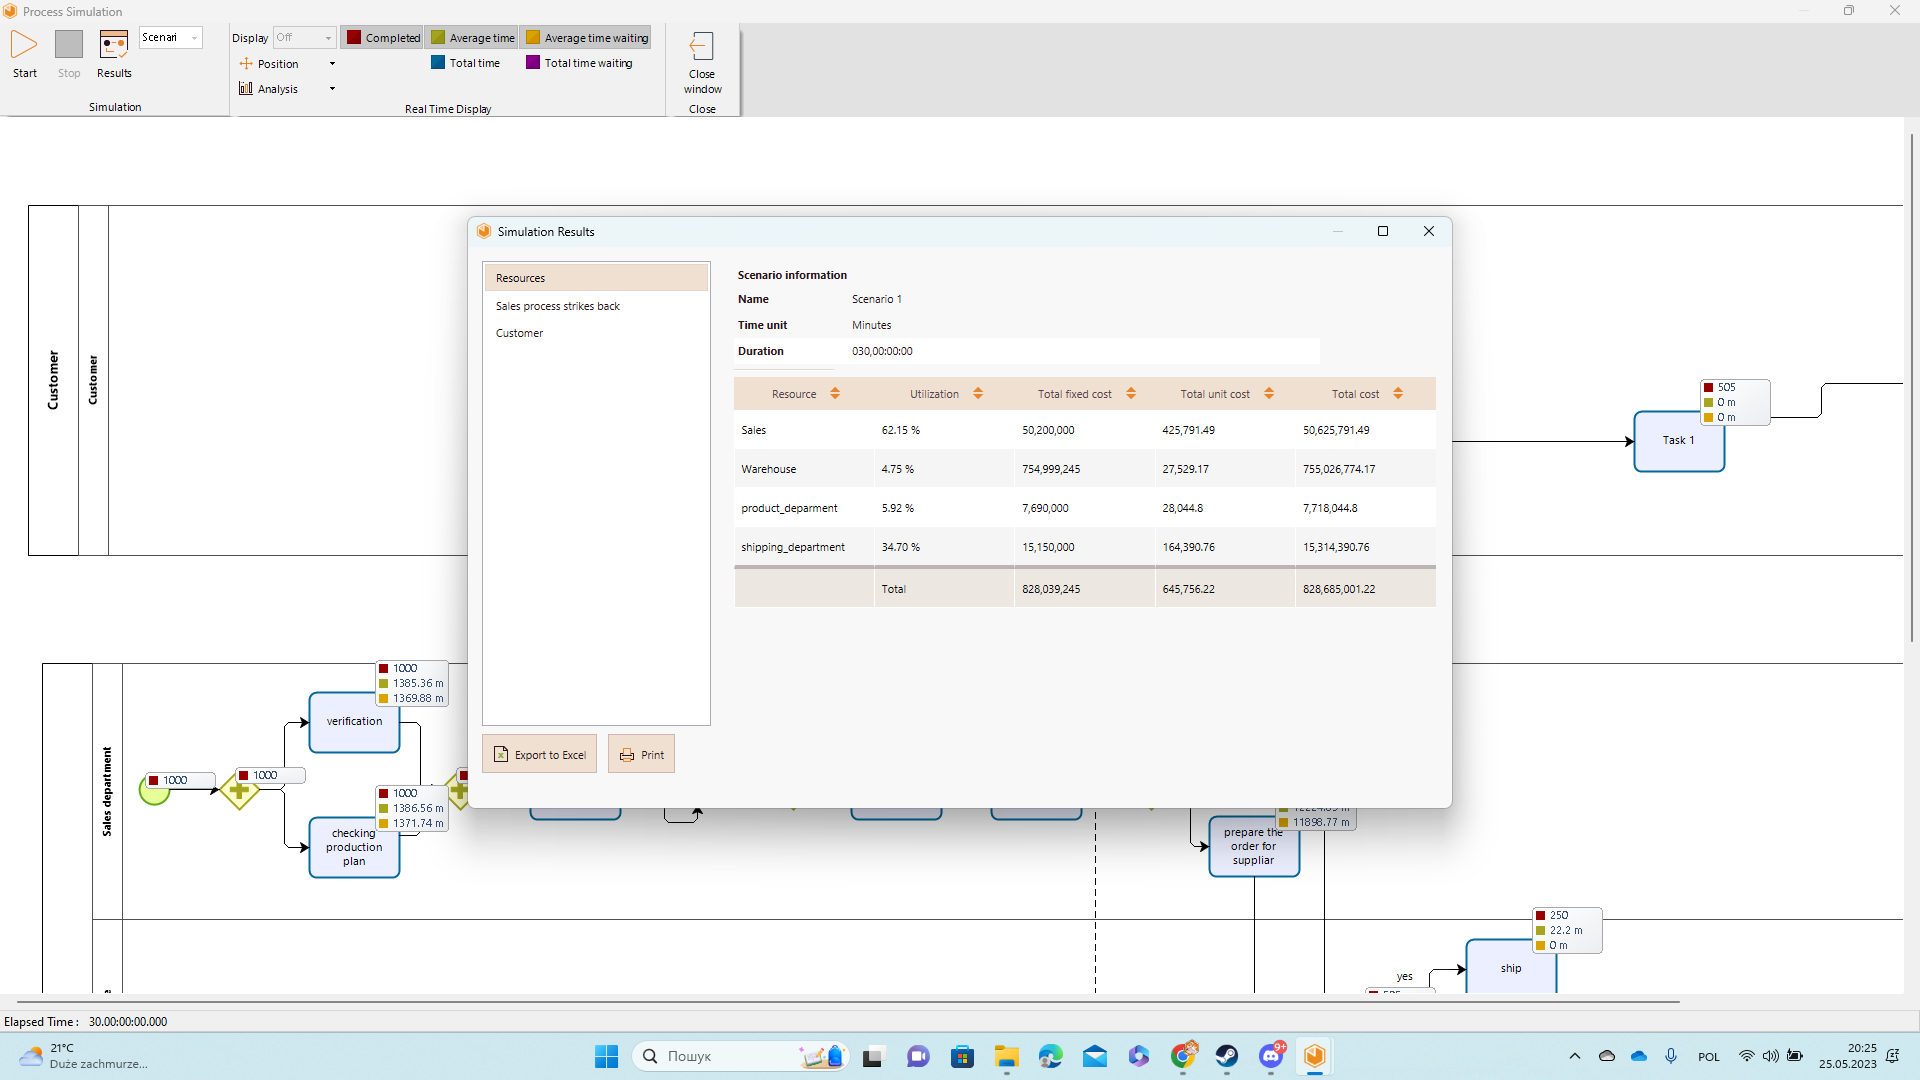 Process Simulation
Start
Stop
Results
Scenari
Simulation
Display
Off
Position
Analysis
Completed
Average time
Average time waiting
Total time
Total time waiting
Real Time Display
Close window
Close
Customer
Customer
Simulation Results
Resources
Sales process strikes back
Customer
Export to Excel
Print
Scenario information
Name Scenario 1
Time unit Minutes
Duration 030,00:00:00
Resource Utilization Total fixed cost Total unit cost Total cost
Sales 62.15 % 50,200,000 425,791.49 50,625,791.49
Warehouse 4.75 % 754,999,245 27,529.17 755,026,774.17
product_deparment 5.92 % 7,690,000 28,044.8 7,718,044.8
shipping_department 34.70 % 15,150,000 164,390.76 15,314,390.76
Total 828,039,245 645,756.22 828,685,001.22
505
0 m
0 m
Task 1
Sales department
1000
1000
1000
1385.36 m
1369.88 m
verification
1000
1386.56 m
1371.74 m
checking
production
plan
11898.77 m
prepare the
order for
suppliar
250
22.2 m
0 m
ship
yes
Elapsed Time : 30.00:00:00.000
21°C
Duże zachmurze...
Пошук
9+
POL
20:25
25.05.2023